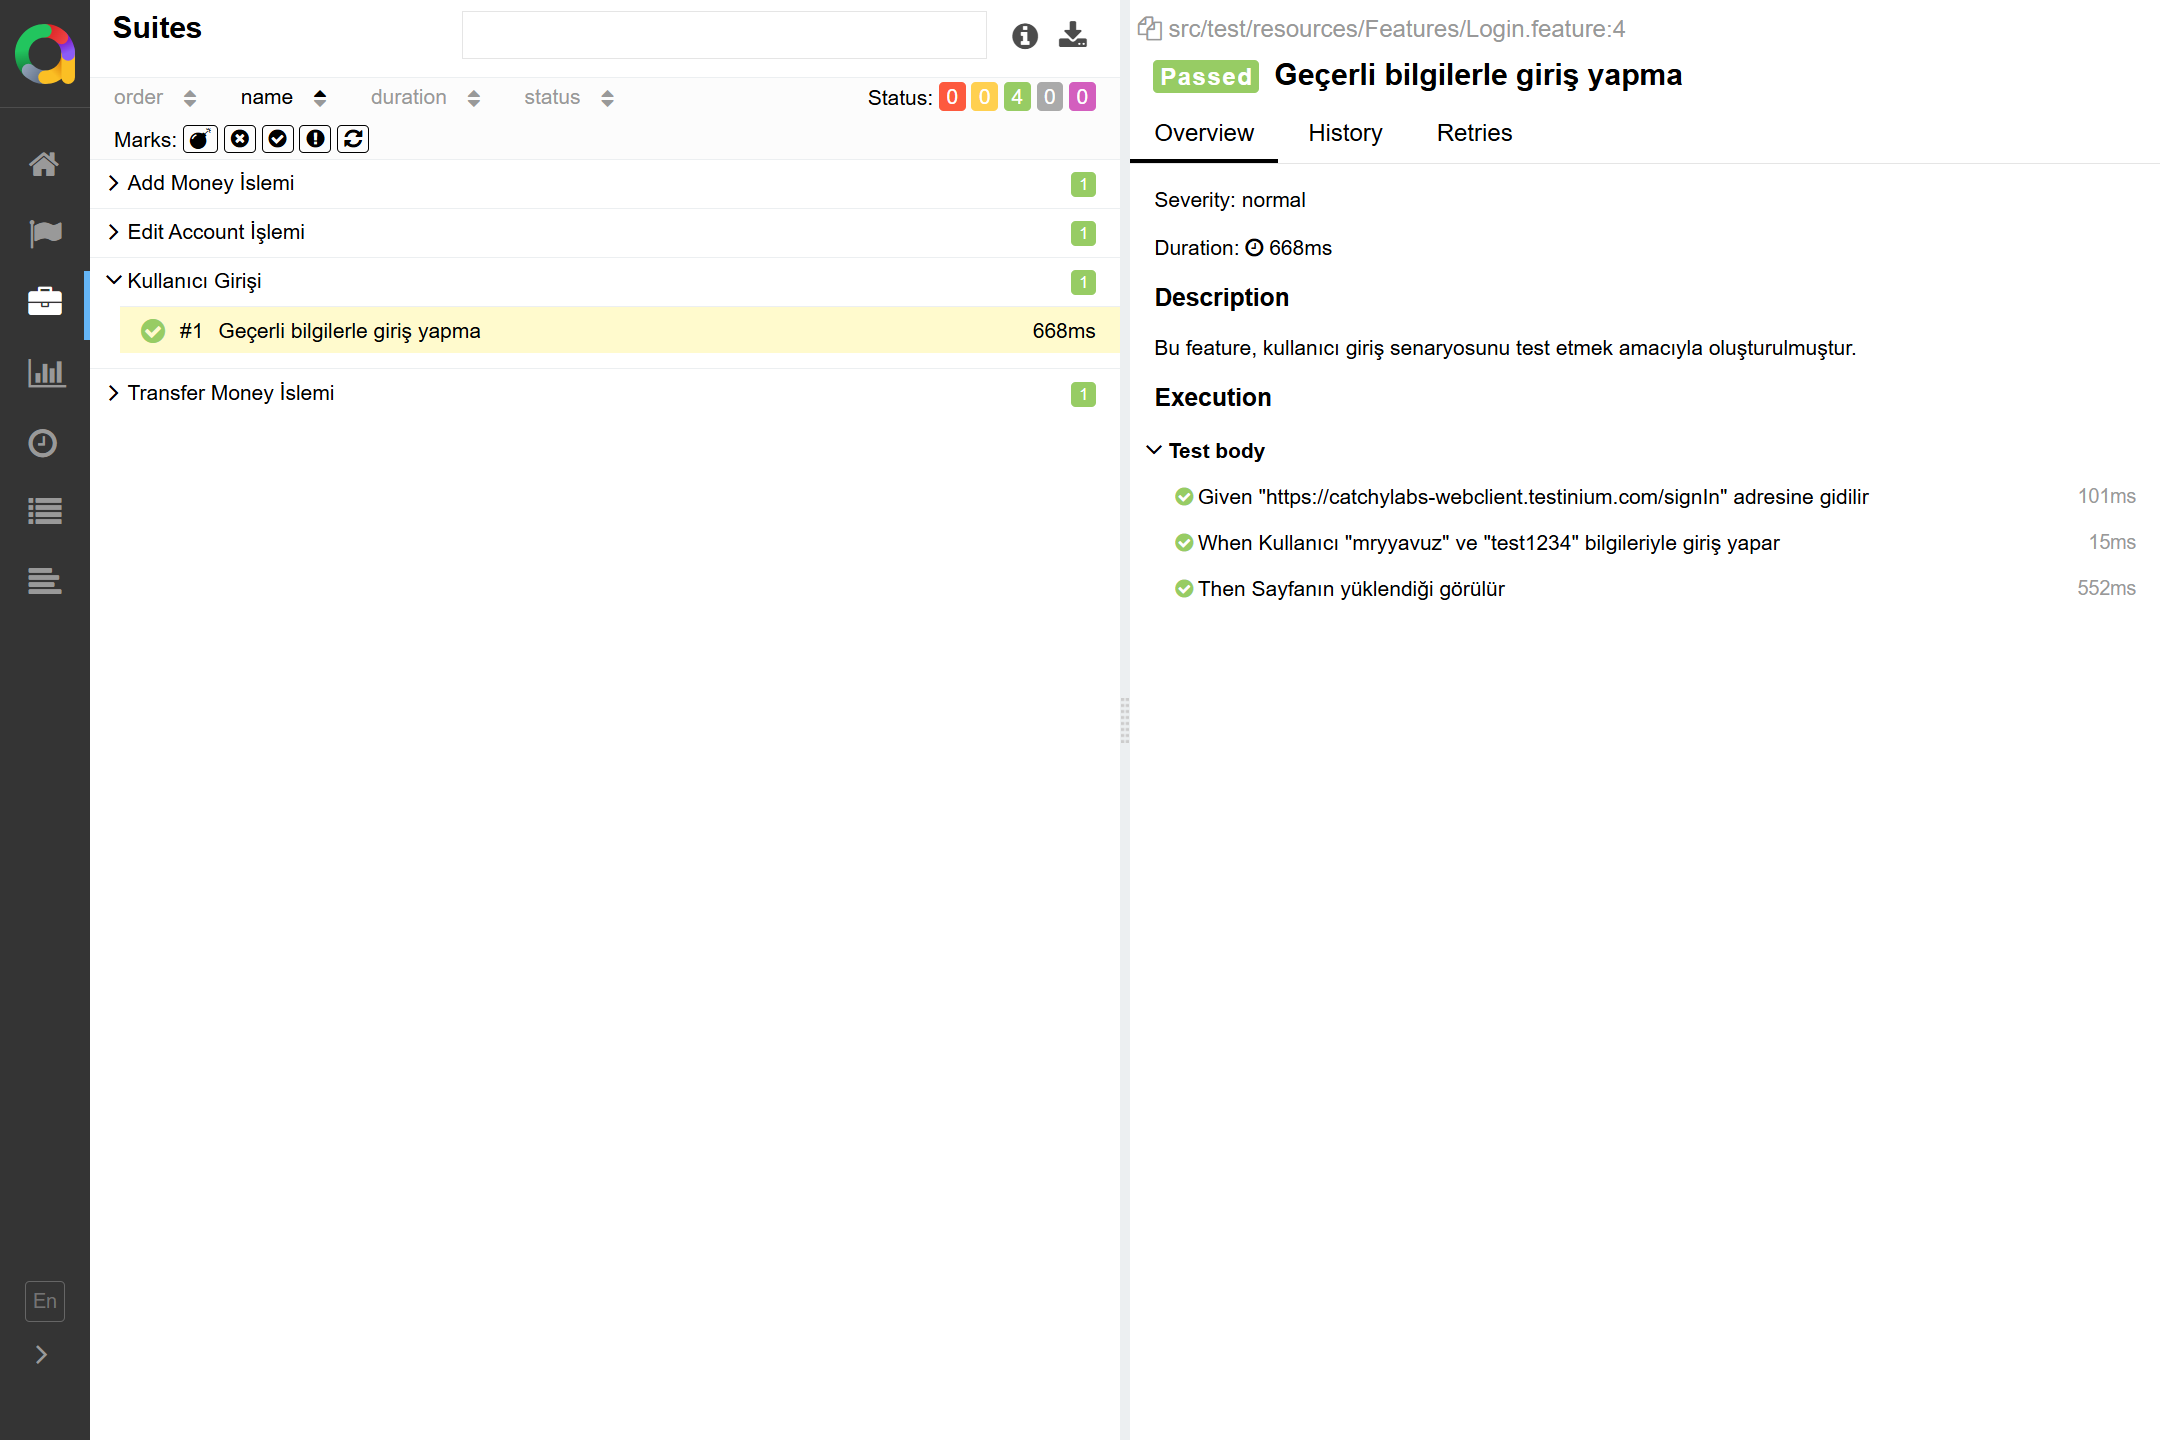 Suites
order name duration status Status: 0 0 4 0 0
Marks:
Add Money İslemi 1
Edit Account İşlemi 1
Kullanıcı Girişi 1
#1 Geçerli bilgilerle giriş yapma 668ms
Transfer Money İslemi 1
En
src/test/resources/Features/Login.feature:4
Passed Geçerli bilgilerle giriş yapma
Overview History Retries
Severity: normal
Duration: 668ms
Description
Bu feature, kullanıcı giriş senaryosunu test etmek amacıyla oluşturulmuştur.
Execution
Test body
Given "https://catchylabs-webclient.testinium.com/signIn" adresine gidilir 101ms
When Kullanıcı "mryyavuz" ve "test1234" bilgileriyle giriş yapar 15ms
Then Sayfanın yüklendiği görülür 552ms